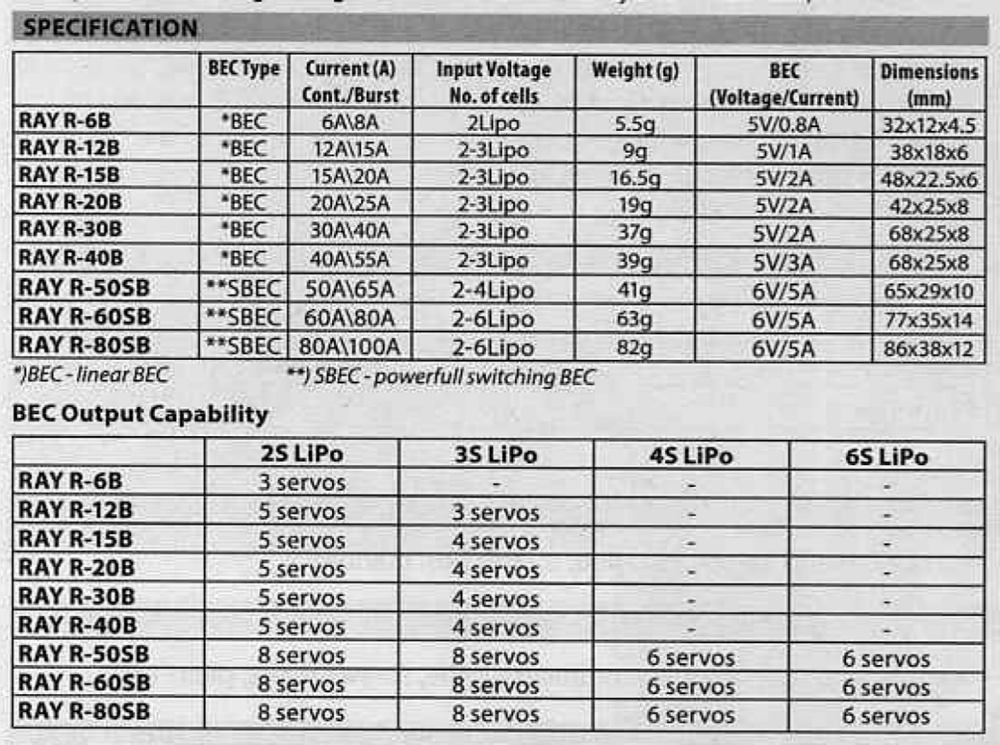 SPECIFICATION
BEC Type Current (A) Input Voltage Weight (g) BEC Dimensions
Cont./Burst No. of cells (Voltage/Current) (mm)
RAY R-6B *BEC 6A\8A 2Lipo 5.5g 5V/0.8A 32x12x4.5
RAY R-12B *BEC 12A\15A 2-3Lipo 9g 5V/1A 38x18x6
RAY R-15B *BEC 15A\20A 2-3Lipo 16.5g 5V/2A 48x22.5x6
RAY R-20B *BEC 20A\25A 2-3Lipo 19g 5V/2A 42x25x8
RAY R-30B *BEC 30A\40A 2-3Lipo 37g 5V/2A 68x25x8
RAY R-40B *BEC 40A\55A 2-3Lipo 39g 5V/3A 68x25x8
RAY R-50SB **SBEC 50A\65A 2-4Lipo 41g 6V/5A 65x29x10
RAY R-60SB **SBEC 60A\80A 2-6Lipo 63g 6V/5A 77x35x14
RAY R-80SB **SBEC 80A\100A 2-6Lipo 82g 6V/5A 86x38x12
*)BEC - linear BEC **) SBEC - powerfull switching BEC
BEC Output Capability
2S LiPo 3S LiPo 4S LiPo 6S LiPo
RAY R-6B 3 servos - - -
RAY R-12B 5 servos 3 servos - -
RAY R-15B 5 servos 4 servos - -
RAY R-20B 5 servos 4 servos - -
RAY R-30B 5 servos 4 servos - -
RAY R-40B 5 servos 4 servos - -
RAY R-50SB 8 servos 8 servos 6 servos 6 servos
RAY R-60SB 8 servos 8 servos 6 servos 6 servos
RAY R-80SB 8 servos 8 servos 6 servos 6 servos